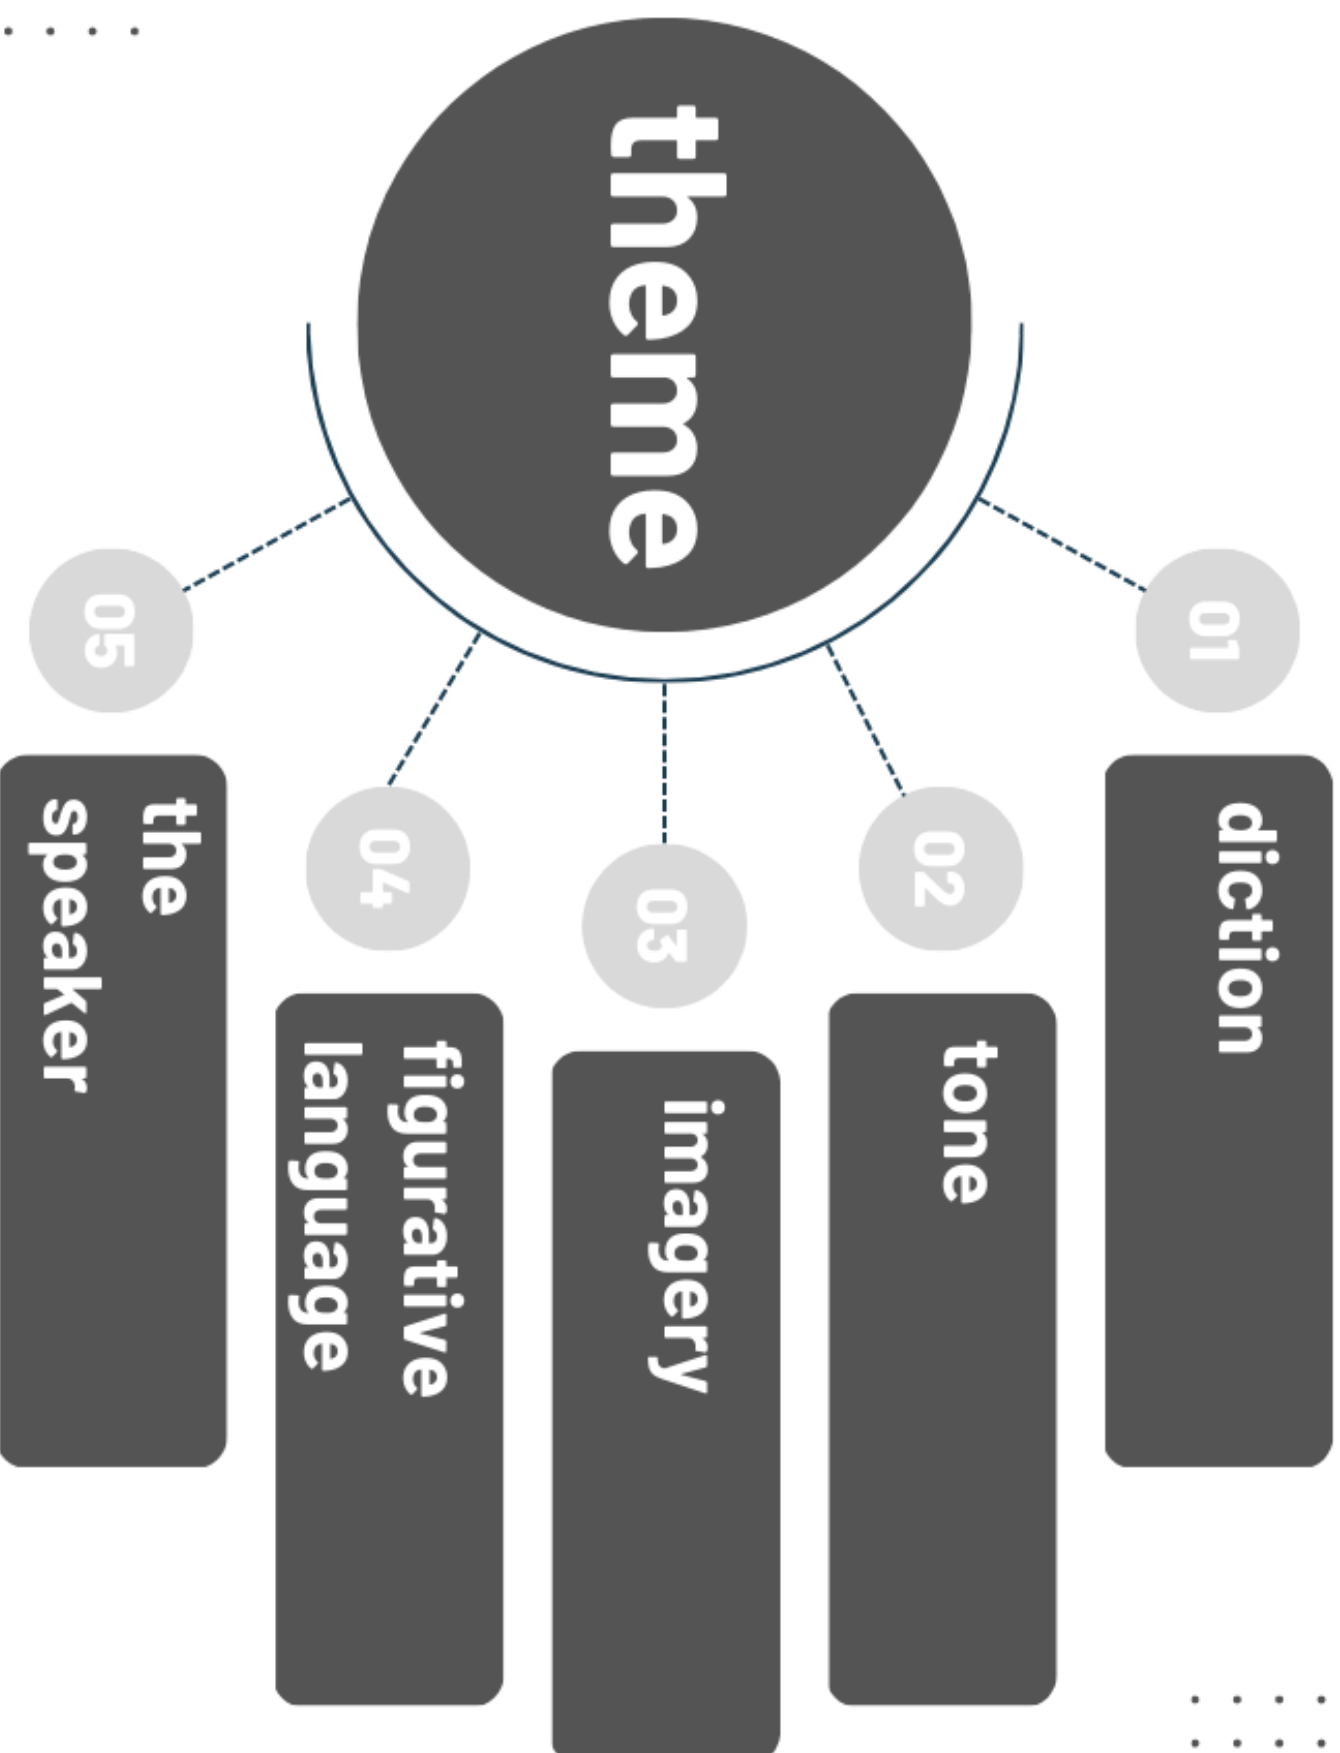 theme
01
diction
02
tone
03
imagery
04
figurative
language
05
the
speaker